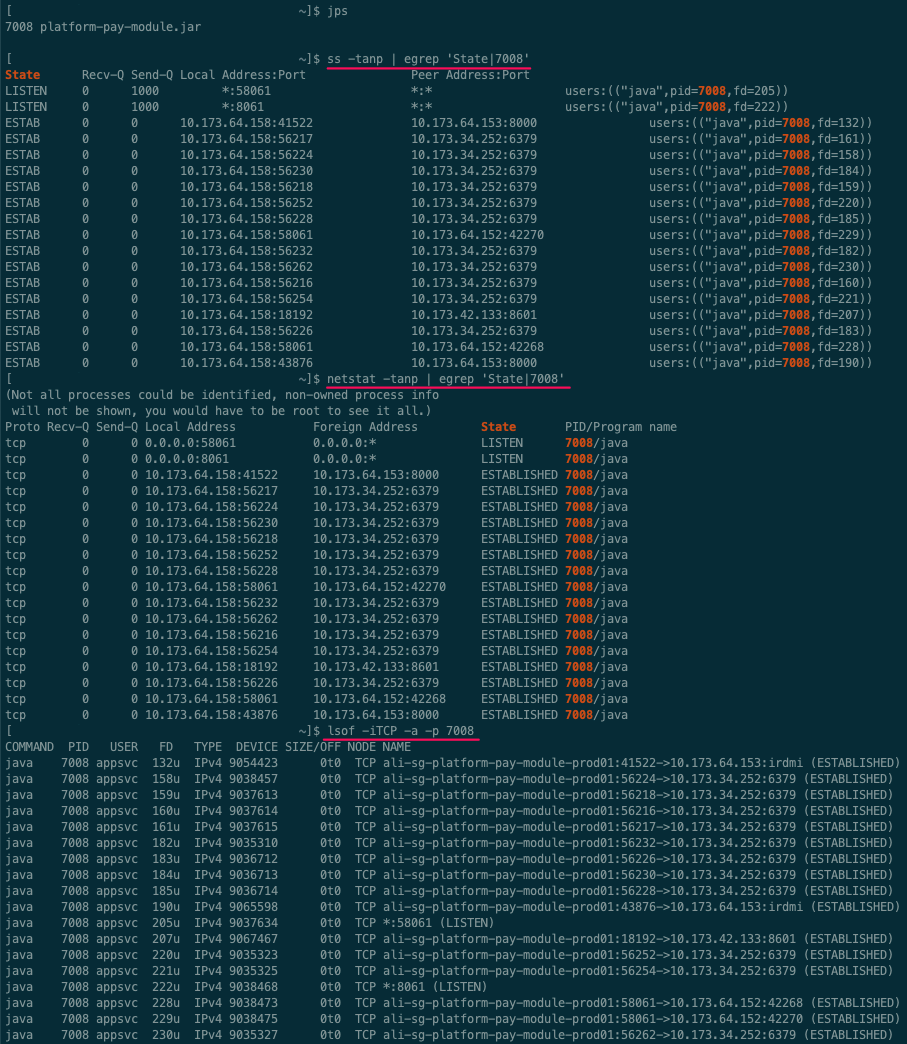 [ ~]$ jps
7008 platform-pay-module.jar
[ ~]$ ss -tanp | egrep 'State|7008'
State Recv-Q Send-Q Local Address:Port Peer Address:Port
LISTEN 0 1000 *:58061 *:* users:(("java",pid=7008,fd=205))
LISTEN 0 1000 *:8061 *:* users:(("java",pid=7008,fd=222))
ESTAB 0 0 10.173.64.158:41522 10.173.64.153:8000 users:(("java",pid=7008,fd=132))
ESTAB 0 0 10.173.64.158:56217 10.173.34.252:6379 users:(("java",pid=7008,fd=161))
ESTAB 0 0 10.173.64.158:56224 10.173.34.252:6379 users:(("java",pid=7008,fd=158))
ESTAB 0 0 10.173.64.158:56230 10.173.34.252:6379 users:(("java",pid=7008,fd=184))
ESTAB 0 0 10.173.64.158:56218 10.173.34.252:6379 users:(("java",pid=7008,fd=159))
ESTAB 0 0 10.173.64.158:56252 10.173.34.252:6379 users:(("java",pid=7008,fd=220))
ESTAB 0 0 10.173.64.158:56228 10.173.34.252:6379 users:(("java",pid=7008,fd=185))
ESTAB 0 0 10.173.64.158:58061 10.173.64.152:42270 users:(("java",pid=7008,fd=229))
ESTAB 0 0 10.173.64.158:56232 10.173.34.252:6379 users:(("java",pid=7008,fd=182))
ESTAB 0 0 10.173.64.158:56262 10.173.34.252:6379 users:(("java",pid=7008,fd=230))
ESTAB 0 0 10.173.64.158:56216 10.173.34.252:6379 users:(("java",pid=7008,fd=160))
ESTAB 0 0 10.173.64.158:56254 10.173.34.252:6379 users:(("java",pid=7008,fd=221))
ESTAB 0 0 10.173.64.158:18192 10.173.42.133:8601 users:(("java",pid=7008,fd=207))
ESTAB 0 0 10.173.64.158:56226 10.173.34.252:6379 users:(("java",pid=7008,fd=183))
ESTAB 0 0 10.173.64.158:58061 10.173.64.152:42268 users:(("java",pid=7008,fd=228))
ESTAB 0 0 10.173.64.158:43876 10.173.64.153:8000 users:(("java",pid=7008,fd=190))
[ ~]$ netstat -tanp | egrep 'State|7008'
(Not all processes could be identified, non-owned process info
will not be shown, you would have to be root to see it all.)
Proto Recv-Q Send-Q Local Address Foreign Address State PID/Program name
tcp 0 0 0.0.0.0:58061 0.0.0.0:* LISTEN 7008/java
tcp 0 0 0.0.0.0:8061 0.0.0.0:* LISTEN 7008/java
tcp 0 0 10.173.64.158:41522 10.173.64.153:8000 ESTABLISHED 7008/java
tcp 0 0 10.173.64.158:56217 10.173.34.252:6379 ESTABLISHED 7008/java
tcp 0 0 10.173.64.158:56224 10.173.34.252:6379 ESTABLISHED 7008/java
tcp 0 0 10.173.64.158:56230 10.173.34.252:6379 ESTABLISHED 7008/java
tcp 0 0 10.173.64.158:56218 10.173.34.252:6379 ESTABLISHED 7008/java
tcp 0 0 10.173.64.158:56252 10.173.34.252:6379 ESTABLISHED 7008/java
tcp 0 0 10.173.64.158:56228 10.173.34.252:6379 ESTABLISHED 7008/java
tcp 0 0 10.173.64.158:58061 10.173.64.152:42270 ESTABLISHED 7008/java
tcp 0 0 10.173.64.158:56232 10.173.34.252:6379 ESTABLISHED 7008/java
tcp 0 0 10.173.64.158:56262 10.173.34.252:6379 ESTABLISHED 7008/java
tcp 0 0 10.173.64.158:56216 10.173.34.252:6379 ESTABLISHED 7008/java
tcp 0 0 10.173.64.158:56254 10.173.34.252:6379 ESTABLISHED 7008/java
tcp 0 0 10.173.64.158:18192 10.173.42.133:8601 ESTABLISHED 7008/java
tcp 0 0 10.173.64.158:56226 10.173.34.252:6379 ESTABLISHED 7008/java
tcp 0 0 10.173.64.158:58061 10.173.64.152:42268 ESTABLISHED 7008/java
tcp 0 0 10.173.64.158:43876 10.173.64.153:8000 ESTABLISHED 7008/java
[ ~]$ lsof -iTCP -a -p 7008
COMMAND PID USER FD TYPE DEVICE SIZE/OFF NODE NAME
java 7008 appsvc 132u IPv4 9054423 0t0 TCP ali-sg-platform-pay-module-prod01:41522->10.173.64.153:irdmi (ESTABLISHED)
java 7008 appsvc 158u IPv4 9038457 0t0 TCP ali-sg-platform-pay-module-prod01:56224->10.173.34.252:6379 (ESTABLISHED)
java 7008 appsvc 159u IPv4 9037613 0t0 TCP ali-sg-platform-pay-module-prod01:56218->10.173.34.252:6379 (ESTABLISHED)
java 7008 appsvc 160u IPv4 9037614 0t0 TCP ali-sg-platform-pay-module-prod01:56216->10.173.34.252:6379 (ESTABLISHED)
java 7008 appsvc 161u IPv4 9037615 0t0 TCP ali-sg-platform-pay-module-prod01:56217->10.173.34.252:6379 (ESTABLISHED)
java 7008 appsvc 182u IPv4 9035310 0t0 TCP ali-sg-platform-pay-module-prod01:56232->10.173.34.252:6379 (ESTABLISHED)
java 7008 appsvc 183u IPv4 9036712 0t0 TCP ali-sg-platform-pay-module-prod01:56226->10.173.34.252:6379 (ESTABLISHED)
java 7008 appsvc 184u IPv4 9036713 0t0 TCP ali-sg-platform-pay-module-prod01:56230->10.173.34.252:6379 (ESTABLISHED)
java 7008 appsvc 185u IPv4 9036714 0t0 TCP ali-sg-platform-pay-module-prod01:56228->10.173.34.252:6379 (ESTABLISHED)
java 7008 appsvc 190u IPv4 9065598 0t0 TCP ali-sg-platform-pay-module-prod01:43876->10.173.64.153:irdmi (ESTABLISHED)
java 7008 appsvc 205u IPv4 9037634 0t0 TCP *:58061 (LISTEN)
java 7008 appsvc 207u IPv4 9067467 0t0 TCP ali-sg-platform-pay-module-prod01:18192->10.173.42.133:8601 (ESTABLISHED)
java 7008 appsvc 220u IPv4 9035323 0t0 TCP ali-sg-platform-pay-module-prod01:56252->10.173.34.252:6379 (ESTABLISHED)
java 7008 appsvc 221u IPv4 9035325 0t0 TCP ali-sg-platform-pay-module-prod01:56254->10.173.34.252:6379 (ESTABLISHED)
java 7008 appsvc 222u IPv4 9038468 0t0 TCP *:8061 (LISTEN)
java 7008 appsvc 228u IPv4 9038473 0t0 TCP ali-sg-platform-pay-module-prod01:58061->10.173.64.152:42268 (ESTABLISHED)
java 7008 appsvc 229u IPv4 9038475 0t0 TCP ali-sg-platform-pay-module-prod01:58061->10.173.64.152:42270 (ESTABLISHED)
java 7008 appsvc 230u IPv4 9035327 0t0 TCP ali-sg-platform-pay-module-prod01:56262->10.173.34.252:6379 (ESTABLISHED)